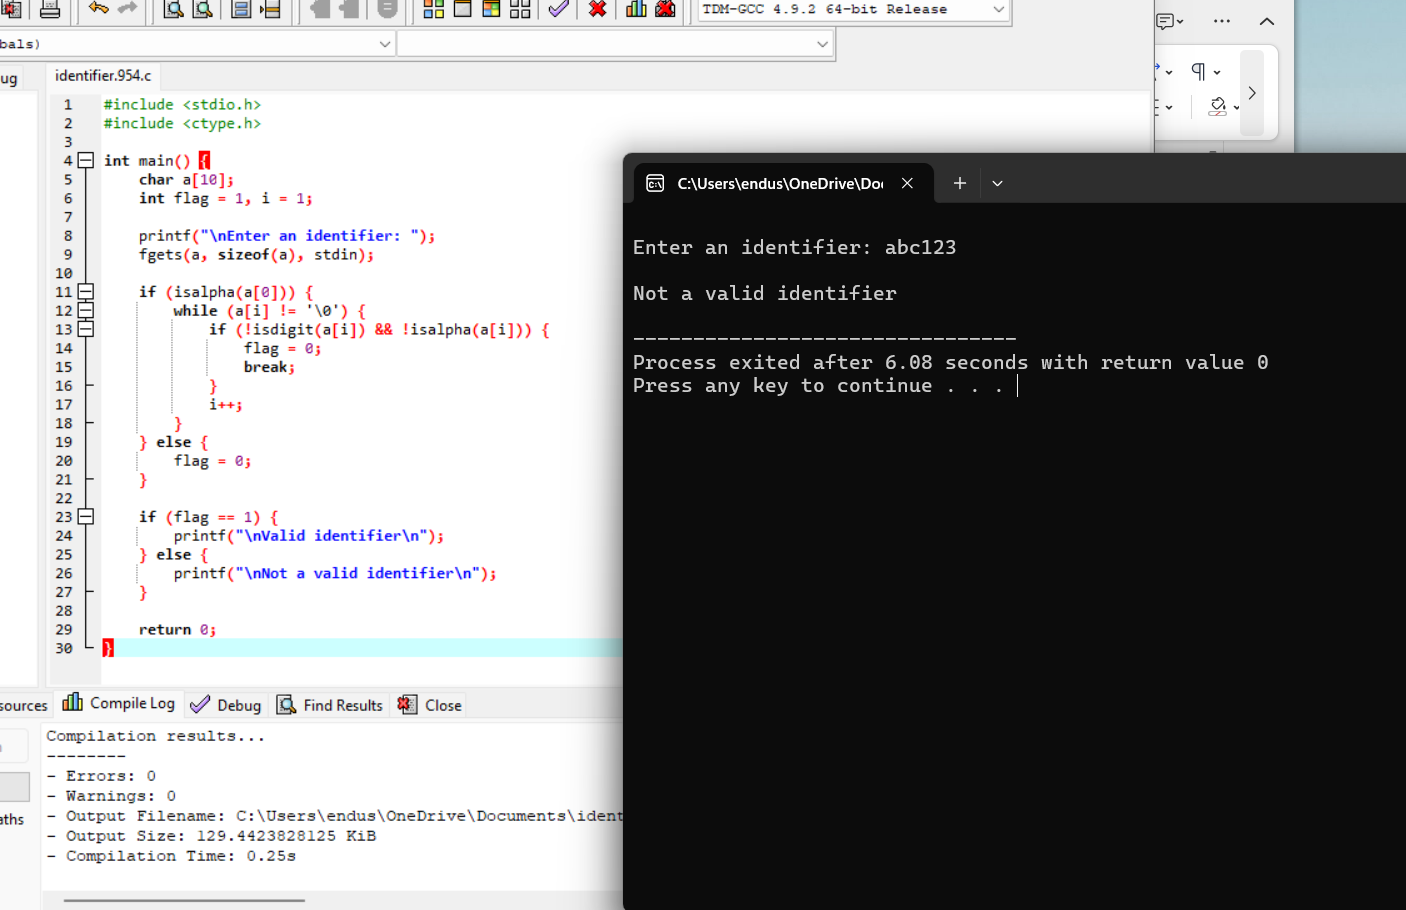 TDM-GCC 4.9.2 64-bit Release
bals)
ug
identifier.954.c
1 #include <stdio.h>
2 #include <ctype.h>
3
4 int main() {
5 char a[10];
6 int flag = 1, i = 1;
7
8 printf("\nEnter an identifier: ");
9 fgets(a, sizeof(a), stdin);
10
11 if (isalpha(a[0])) {
12 while (a[i] != '\0') {
13 if (!isdigit(a[i]) && !isalpha(a[i])) {
14 flag = 0;
15 break;
16 }
17 i++;
18 }
19 } else {
20 flag = 0;
21 }
22
23 if (flag == 1) {
24 printf("\nValid identifier\n");
25 } else {
26 printf("\nNot a valid identifier\n");
27 }
28
29 return 0;
30 }
C:\Users\endus\OneDrive\Do
Enter an identifier: abc123
Not a valid identifier
--------------------------------
Process exited after 6.08 seconds with return value 0
Press any key to continue . . .
sources
Compile Log
Debug
Find Results
Close
aths
Compilation results...
--------
- Errors: 0
- Warnings: 0
- Output Filename: C:\Users\endus\OneDrive\Documents\ident
- Output Size: 129.4423828125 KiB
- Compilation Time: 0.25s